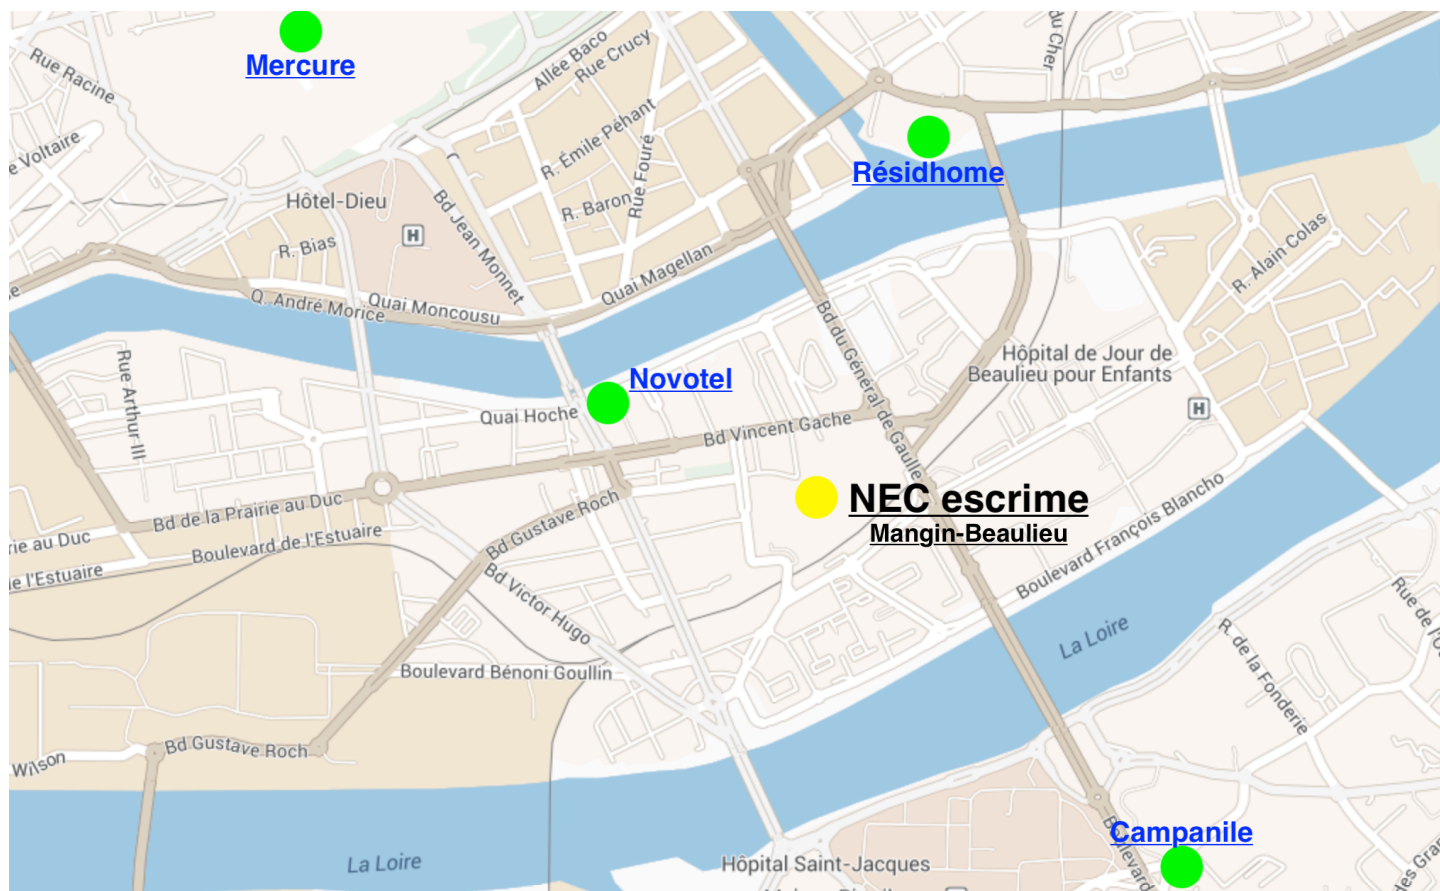 Mercure
Rue Racine
Allée Baco
Rue Crucy
du Cher
e Voltaire
R. Émile Péhant
Rue Fouré
R. Baron
Résidhome
Hôtel-Dieu
H
Bd Jean Monnet
R. Bias
Quai Magellan
R. Alain Colas
Q. André Morice
Quai Moncousu
Rue Arthur III
Bd du Général de Gaulle
Hôpital de Jour de
Beaulieu pour Enfants
H
Novotel
Quai Hoche
Bd Vincent Gache
NEC escrime
Mangin-Beaulieu
Bd de la Prairie au Duc
rie au Duc
Boulevard de l'Estuaire
e l'Estuaire
Bd Gustave Roch
Bd Victor Hugo
Boulevard François Blancho
La Loire
Rue de l'O
R. de la Fonderie
Boulevard Bénoni Goullin
Bd Gustave Roch
Wilson
Campanile
Boulevard
La Loire
Hôpital Saint-Jacques
des Gra